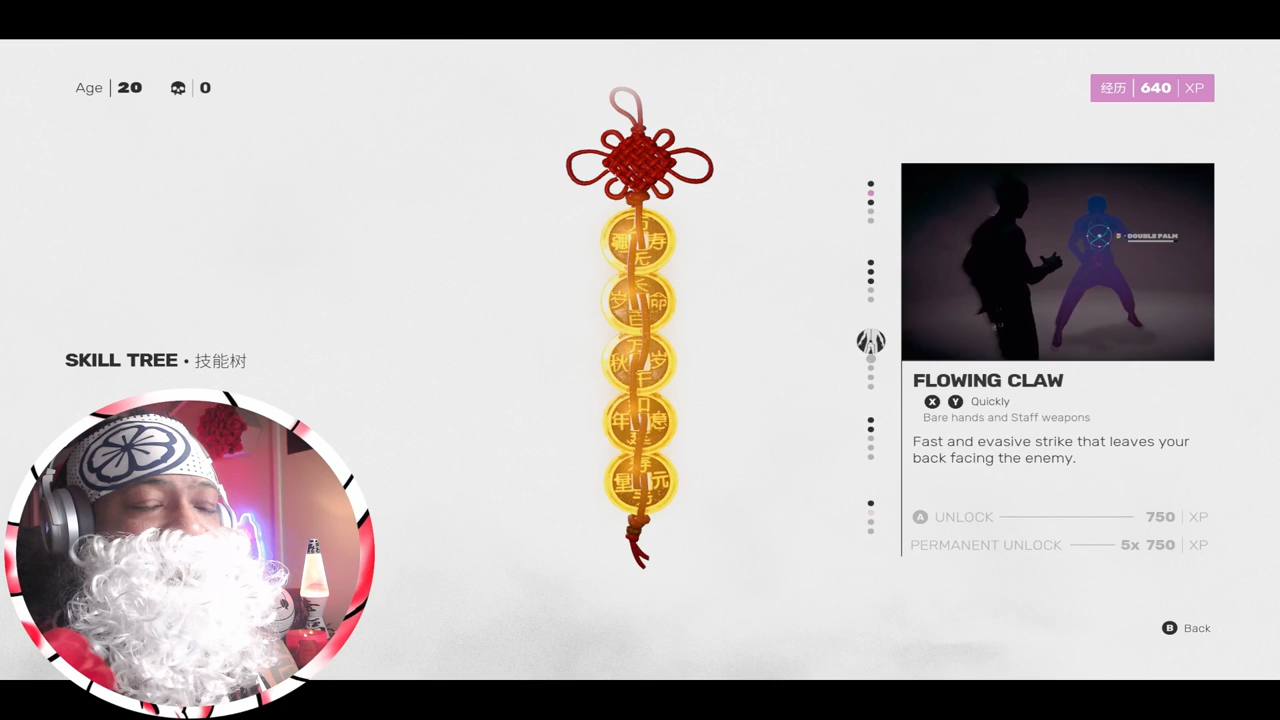 Age | 20 0
经历 | 640 | XP
3 - DOUBLE PALM
SKILL TREE • 技能树
FLOWING CLAW
X Y Quickly
Bare hands and Staff weapons
Fast and evasive strike that leaves your
back facing the enemy.
A UNLOCK 750 | XP
PERMANENT UNLOCK 5x 750 | XP
B Back